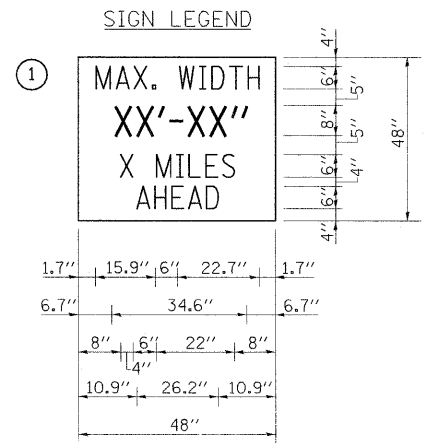 SIGN LEGEND
1
MAX. WIDTH
XX'-XX"
X MILES
AHEAD
4"
6"
5"
8"
5"
6"
4"
6"
4"
48"
1.7" 15.9" 6" 22.7" 1.7"
6.7" 34.6" 6.7"
8" 4" 6" 22" 8"
10.9" 26.2" 10.9"
48"